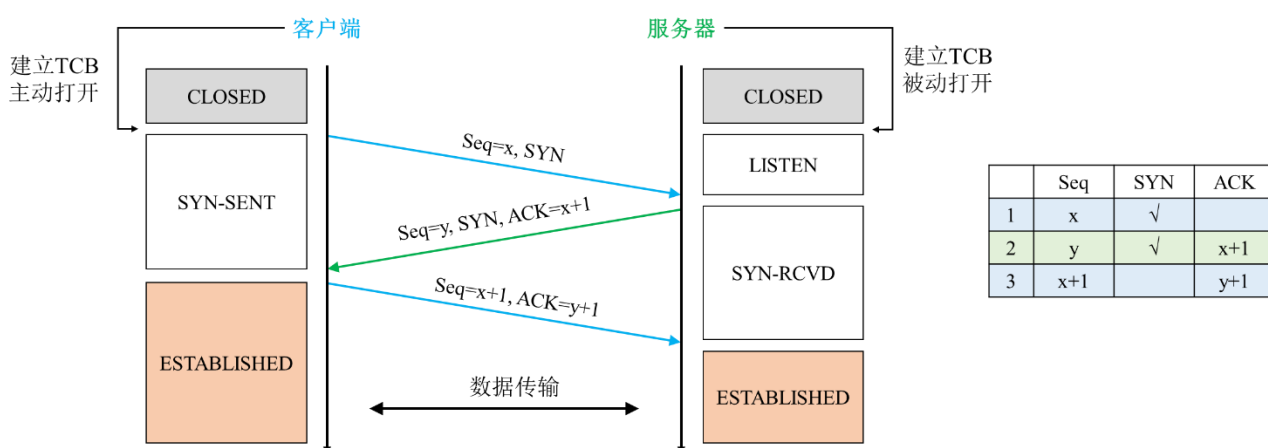 客户端
服务器
建立TCB
主动打开
建立TCB
被动打开
CLOSED
CLOSED
SYN-SENT
LISTEN
Seq=x, SYN
Seq=y, SYN, ACK=x+1
SYN-RCVD
Seq=x+1, ACK=y+1
ESTABLISHED
ESTABLISHED
数据传输
Seq SYN ACK
1 x √
2 y √ x+1
3 x+1 y+1